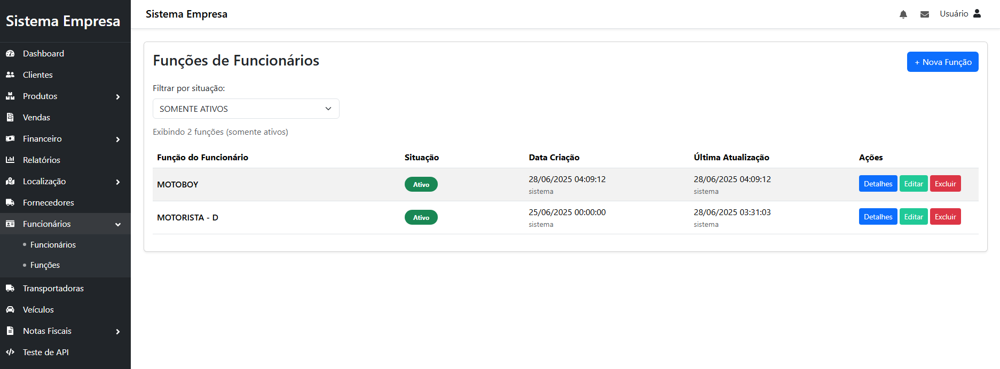 Sistema Empresa
Dashboard
Clientes
Produtos
Vendas
Financeiro
Relatórios
Localização
Fornecedores
Funcionários
Funcionários
Funções
Transportadoras
Veículos
Notas Fiscais
Teste de API
Sistema Empresa
Usuário
Funções de Funcionários
+ Nova Função
Filtrar por situação:
SOMENTE ATIVOS
Exibindo 2 funções (somente ativos)
Função do Funcionário Situação Data Criação Última Atualização Ações
MOTOBOY Ativo 28/06/2025 04:09:12 28/06/2025 04:09:12 Detalhes Editar Excluir
sistema sistema
MOTORISTA - D Ativo 25/06/2025 00:00:00 28/06/2025 03:31:03 Detalhes Editar Excluir
sistema sistema